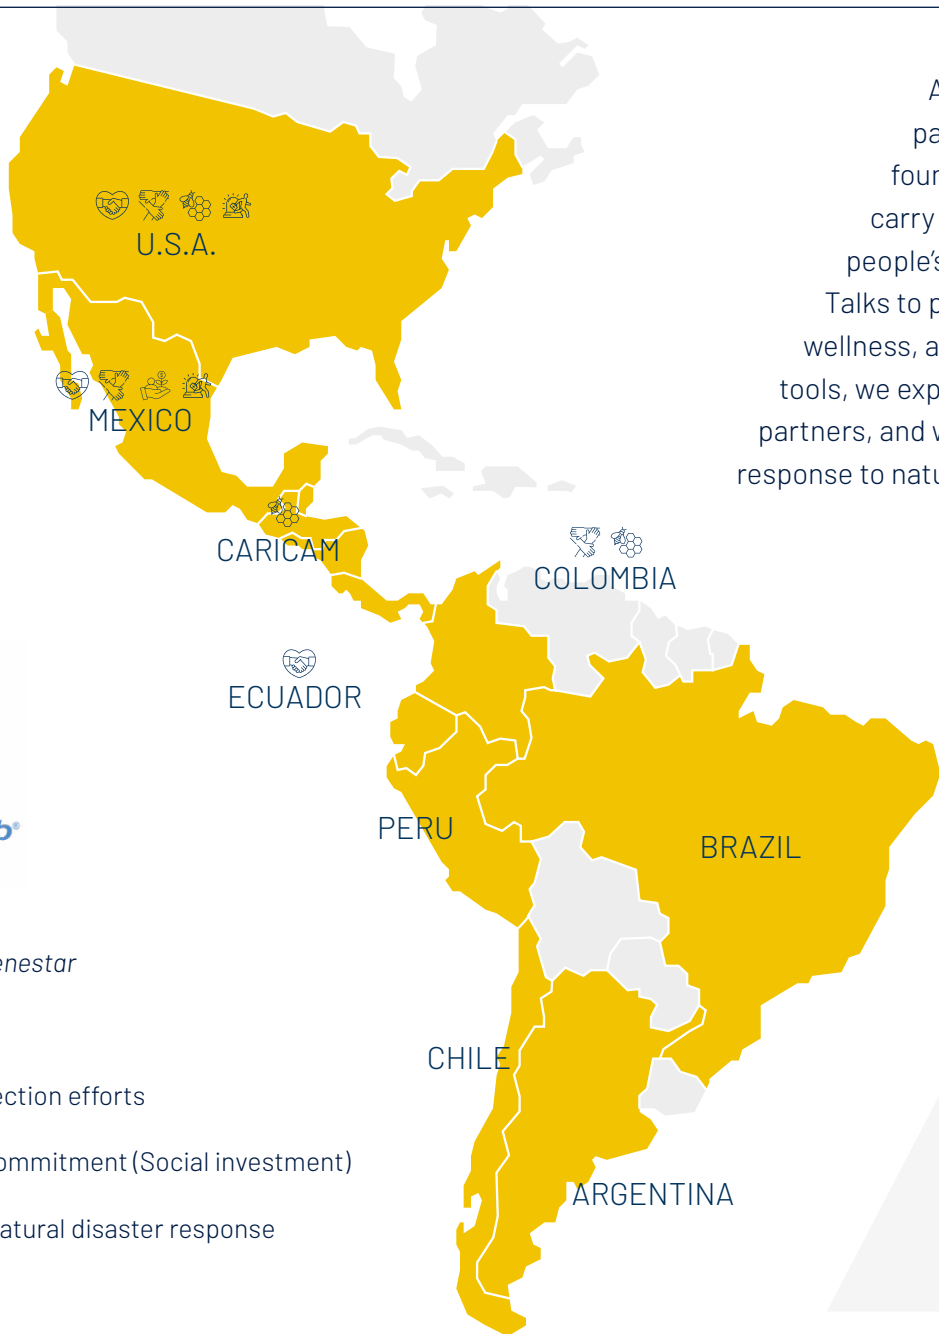 A
pa
four
carry
people's
Talks to p
wellness, a
tools, we exp
partners, and w
response to natu
U.S.A.
MEXICO
CARICAM
COLOMBIA
ECUADOR
PERU
BRAZIL
CHILE
ARGENTINA
b®
enestar
ection efforts
ommitment (Social investment)
atural disaster response